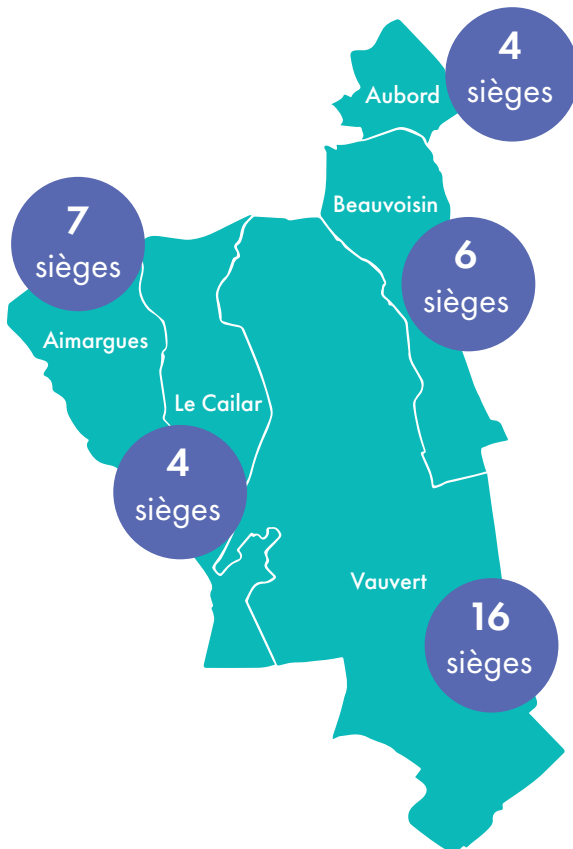 4
sièges
Aubord
Beauvoisin
7
sièges
6
sièges
Aimargues
Le Cailar
4
sièges
Vauvert
16
sièges